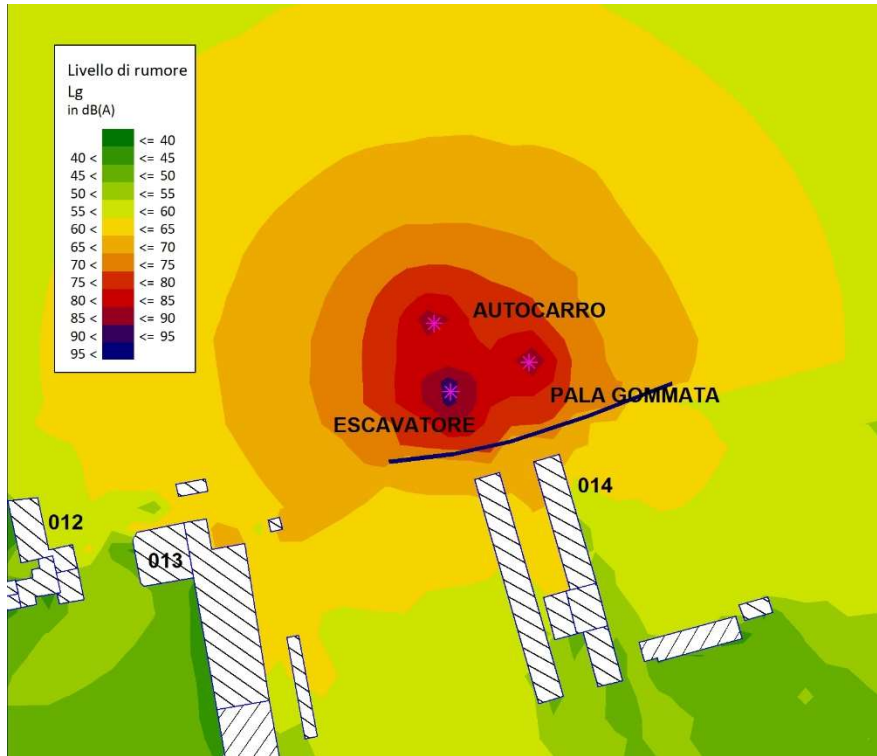 Livello di rumore
Lg
in dB(A)
<= 40
40 < <= 45
45 < <= 50
50 < <= 55
55 < <= 60
60 < <= 65
65 < <= 70
70 < <= 75
75 < <= 80
80 < <= 85
85 < <= 90
90 < <= 95
95 <
AUTOCARRO
PALA GOMMATA
ESCAVATORE
014
012
013